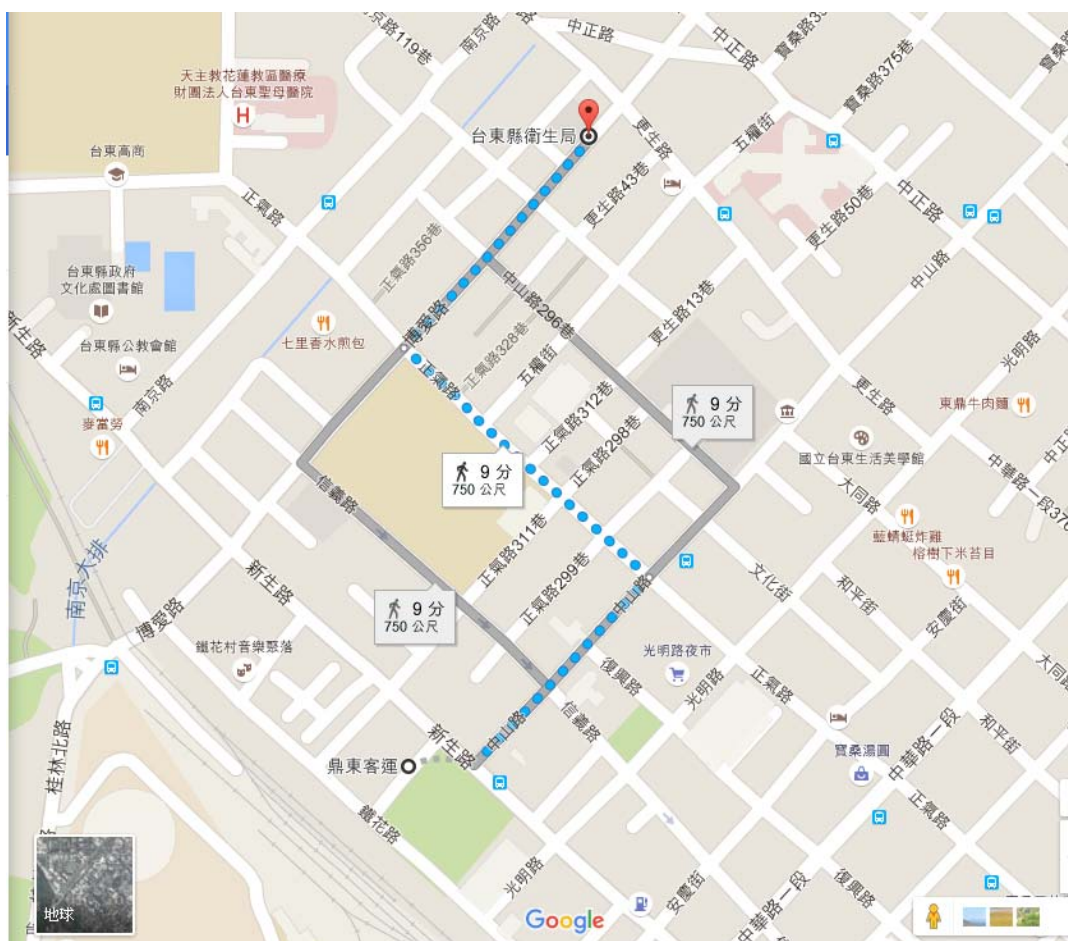 南京路119巷
南京路
中正路
中正路
寶桑路375巷
天主教花蓮教區醫療
財團法人台東聖母醫院
H
台東縣衛生局
更生路
五權街
台東高商
更生路43巷
中正路
更生路50巷
正氣路
正氣路356巷
中山路
台東縣政府
文化處圖書館
中山路296巷
更生路13巷
新生路
七里香水煎包
博愛路
正氣路328巷
光明路
台東縣公教會館
正氣路
五權街
南京路
更生路
正氣路312巷
9 分
750 公尺
東鼎牛肉麵
麥當勞
正氣路298巷
國立台東生活美學館
9 分
750 公尺
中華路一段376
信義路
大同路
藍蜻蜓炸雞
正氣路311巷
榕樹下米苔目
南京大排
新生路
正氣路299巷
文化街
和平街
9 分
750 公尺
中山路
安慶街
博愛路
鐵花村音樂聚落
光明路夜市
復興路
光明路
正氣路
大同路
信義路
和平街
桂林北路
新生路
中山路
中華路一段
鼎東客運
寶桑湯圓
鐵花路
正氣路
光明路
安慶街
中華路一段
復興路
地球
Google